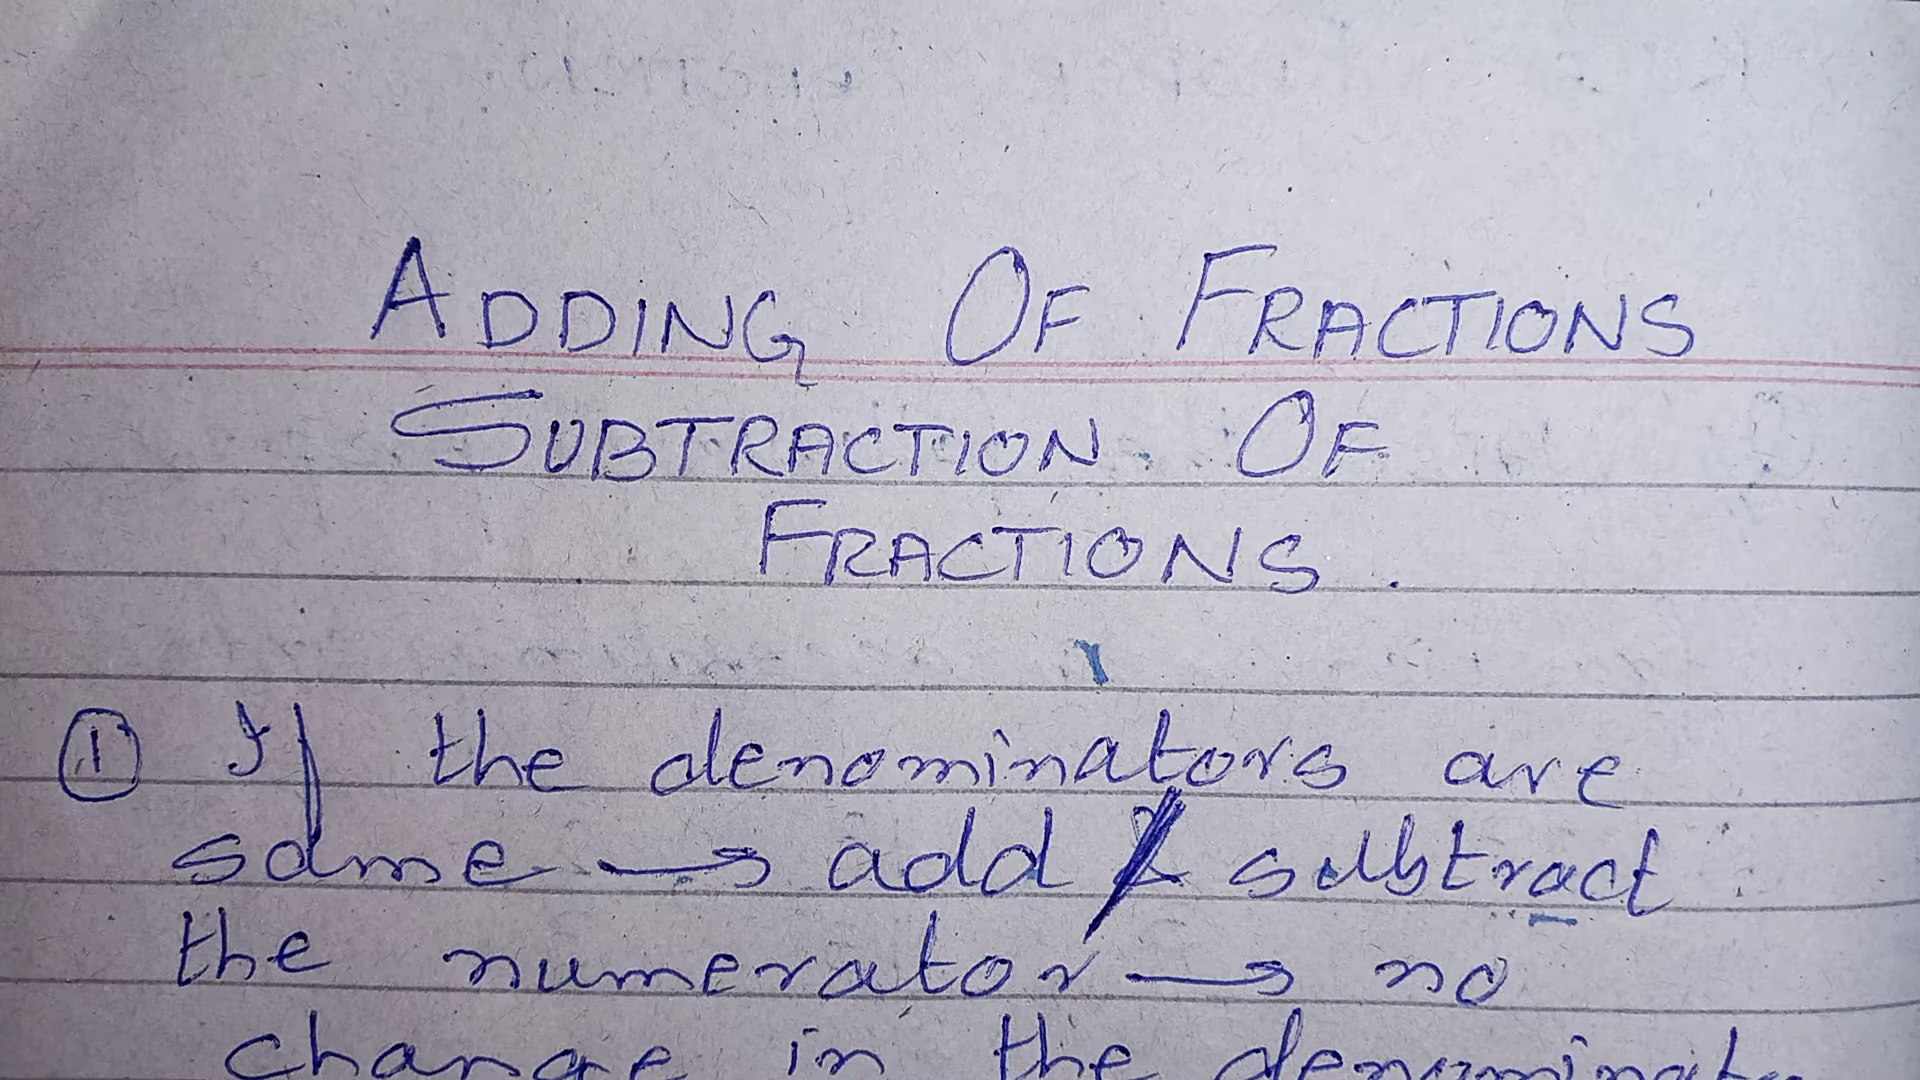 ADDING OF FRACTIONS
SUBTRACTION OF
FRACTIONS.
① If the denominators are
same → add / subtract
the numerator → no
change in the